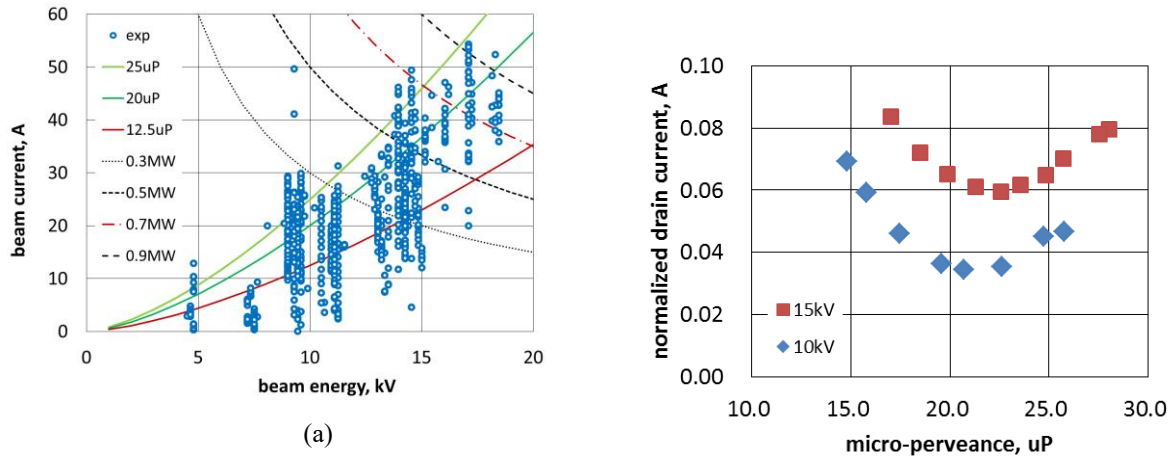 60
50
40
30
20
10
0
beam current, A
exp
25uP
20uP
12.5uP
0.3MW
0.5MW
0.7MW
0.9MW
0 5 10 15 20
beam energy, kV
(a)
0.10
0.08
0.06
0.04
0.02
0.00
normalized drain current, A
15kV
10kV
10.0 15.0 20.0 25.0 30.0
micro-perveance, uP